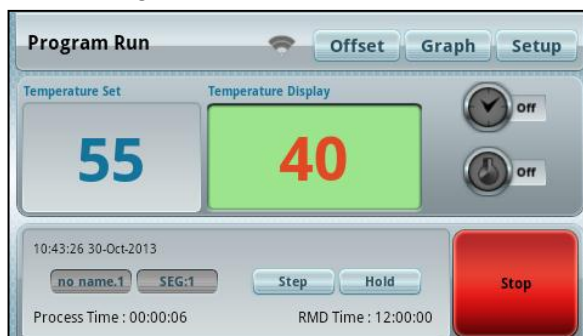 Program Run Offset Graph Setup
Temperature Set Temperature Display
55 40 Off
Off
10:43:26 30-Oct-2013
no name.1 SEG:1 Step Hold Stop
Process Time : 00:00:06 RMD Time : 12:00:00